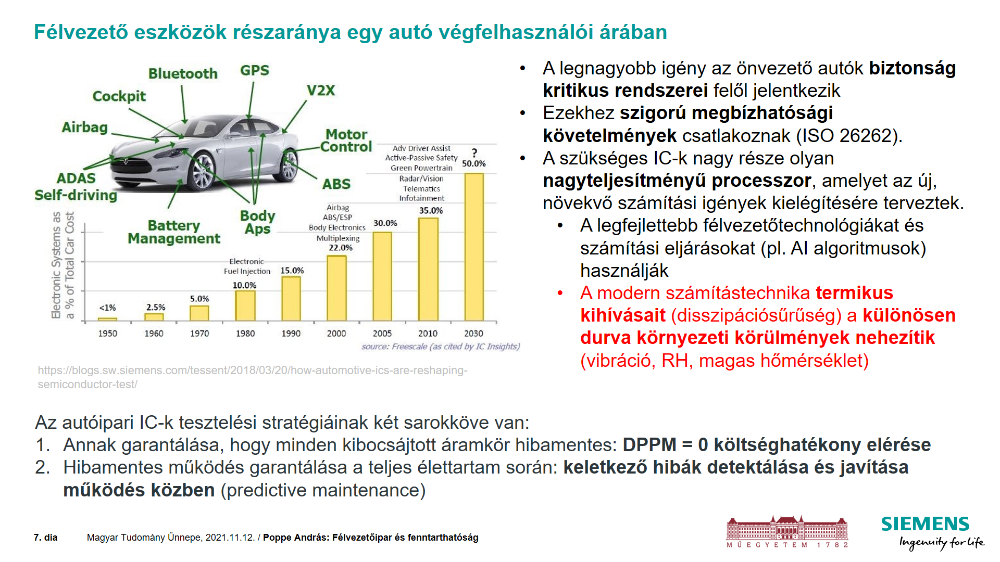 Félvezető eszközök részaránya egy autó végfelhasználói árában
Bluetooth
GPS
V2X
Cockpit
Airbag
Motor
Control
ADAS
Self-driving
ABS
Battery
Management
Body
Aps
Electronic Systems as
a % of Total Car Cost
Adv Driver Assist
Active-Passive Safety
Green Powertrain
Radar/Vision
Telematics
Infotainment
?
50.0%
35.0%
Airbag
ABS/ESP
Body Electronics
Multiplexing
22.0%
30.0%
Electronic
Fuel Injection
10.0%
15.0%
<1%
2.5%
5.0%
1950 1960 1970 1980 1990 2000 2005 2010 2030
source: Freescale (as cited by IC Insights)
https://blogs.sw.siemens.com/tessent/2018/03/20/how-automotive-ics-are-reshaping-
semiconductor-test/
• A legnagyobb igény az önvezető autók biztonság
kritikus rendszerei felől jelentkezik
• Ezekhez szigorú megbízhatósági
követelmények csatlakoznak (ISO 26262).
• A szükséges IC-k nagy része olyan
nagyteljesítményű processzor, amelyet az új,
növekvő számítási igények kielégítésére terveztek.
• A legfejlettebb félvezetőtechnológiákat és
számítási eljárásokat (pl. AI algoritmusok)
használják
• A modern számítástechnika termikus
kihívásait (disszipációsűrűség) a különösen
durva környezeti körülmények nehezítik
(vibráció, RH, magas hőmérséklet)
Az autóipari IC-k tesztelési stratégiáinak két sarokköve van:
1. Annak garantálása, hogy minden kibocsájtott áramkör hibamentes: DPPM = 0 költséghatékony elérése
2. Hibamentes működés garantálása a teljes élettartam során: keletkező hibák detektálása és javítása
működés közben (predictive maintenance)
7. dia
Magyar Tudomány Ünnepe, 2021.11.12. / Poppe András: Félvezetőipar és fenntarthatóság
MŰEGYETEM 1782
SIEMENS
Ingenuity for life